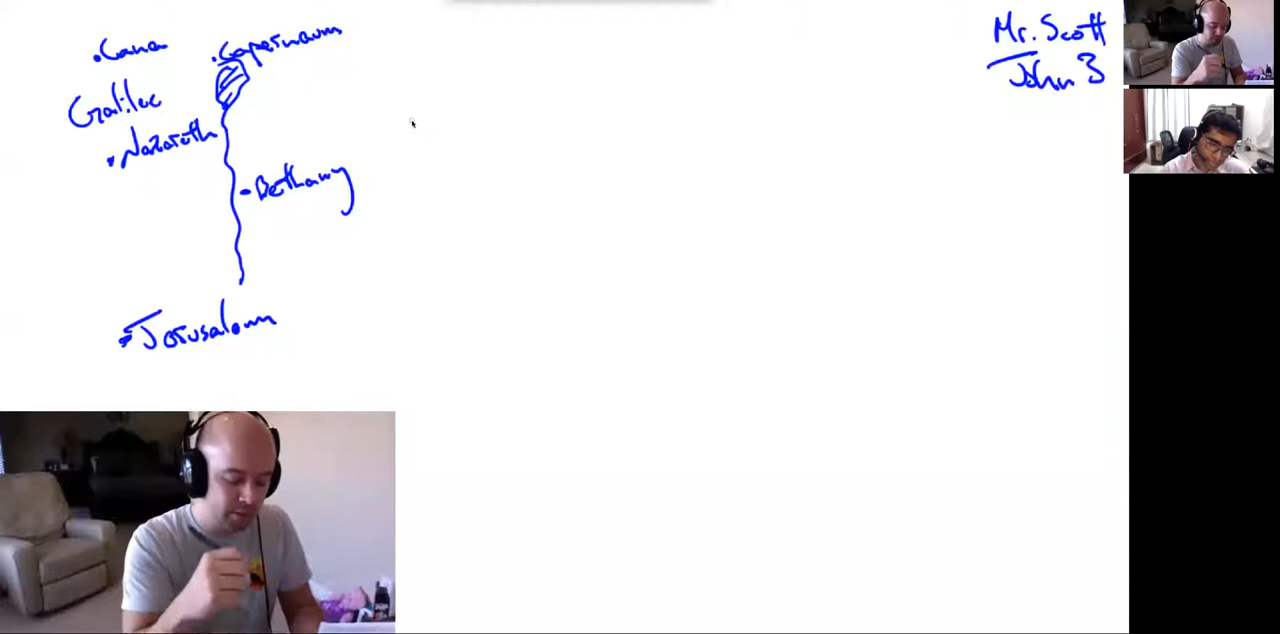 Cana
Capernaum
Galilee
Nazareth
Bethany
Jerusalem
Mr. Scott
John 3